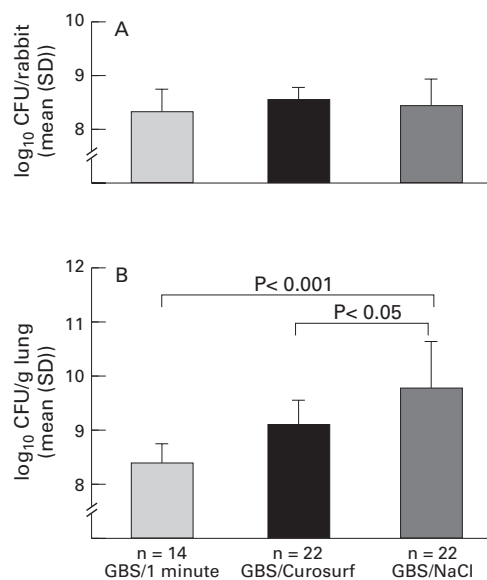 A
log10 CFU/rabbit
(mean (SD))
10
9
8
B
log10 CFU/g lung
(mean (SD))
12
11
10
9
8
P< 0.001
P< 0.05
n = 14
GBS/1 minute
n = 22
GBS/Curosurf
n = 22
GBS/NaCl